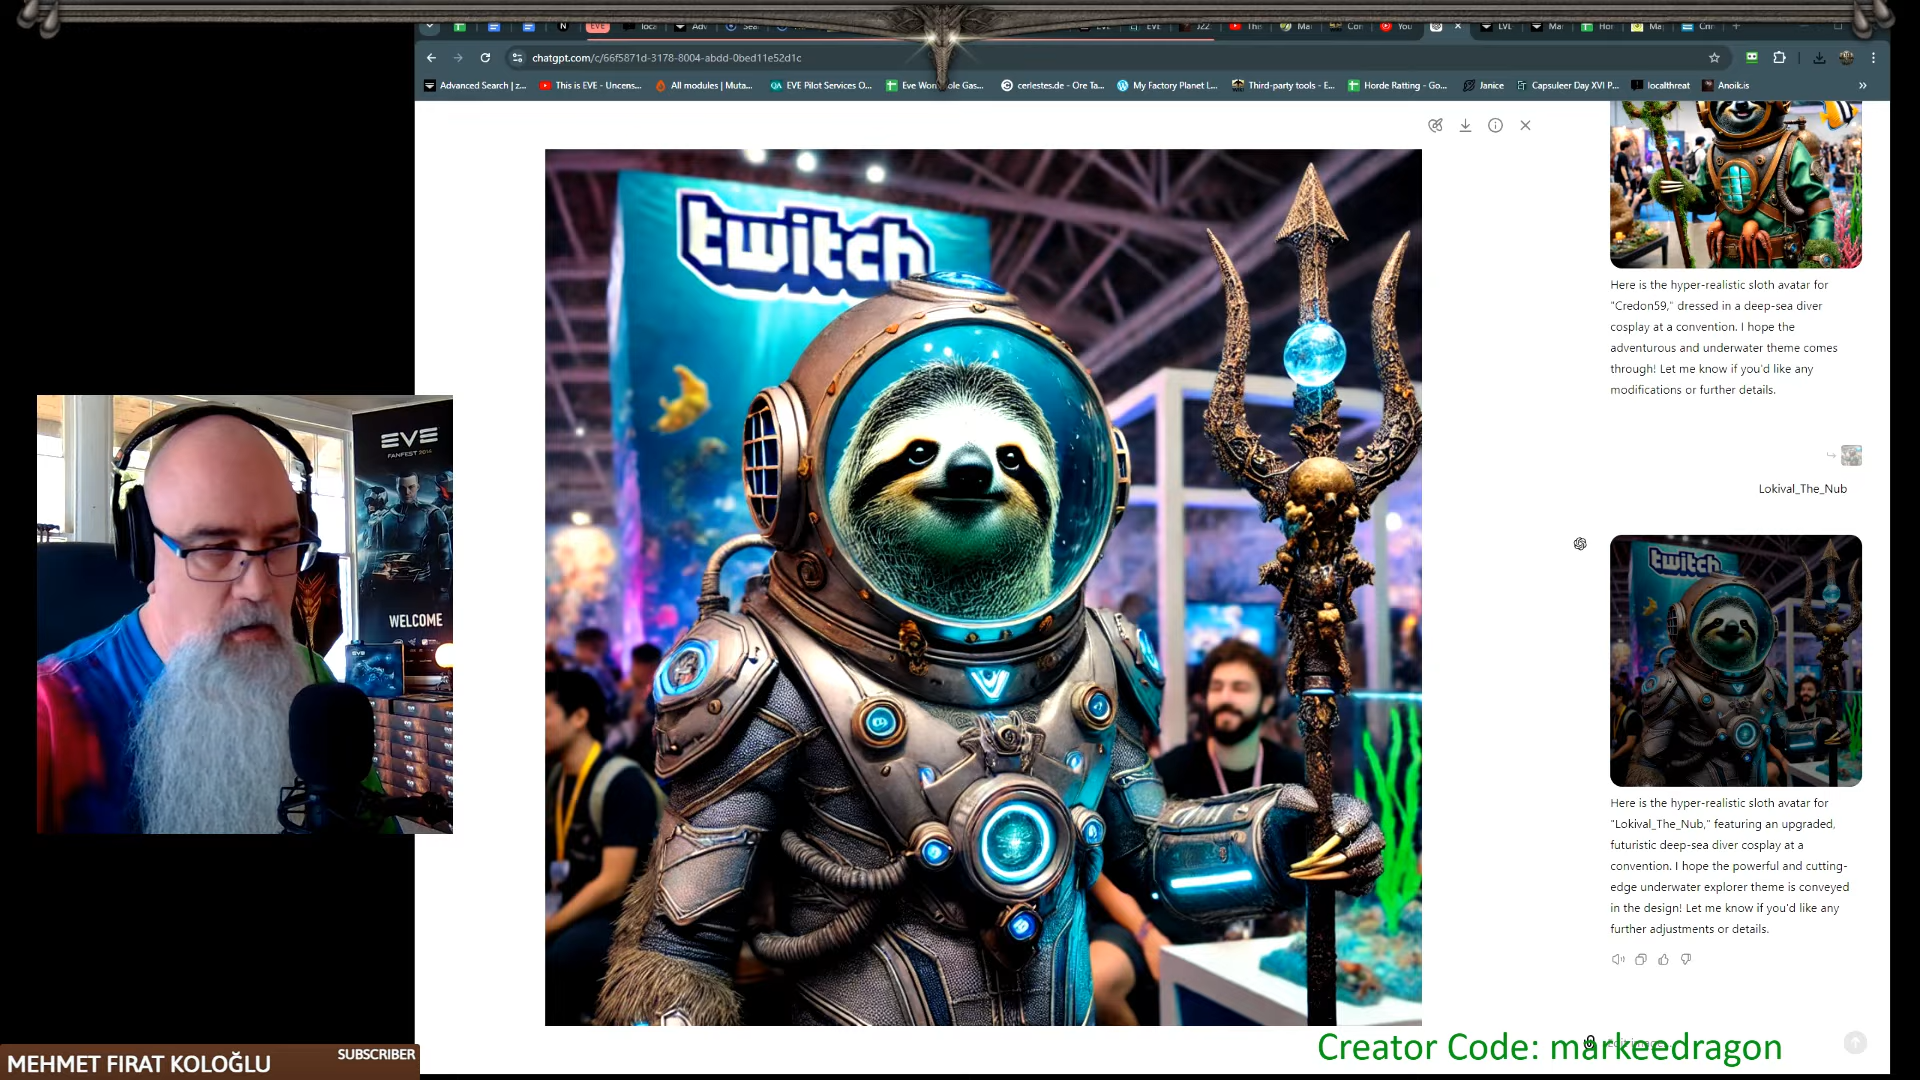 chatgpt.com/c/66f5871d-3178-8004-abdd-0bed11e52d1c
Advanced Search | z...
This is EVE - Uncens...
All modules | Muta...
EVE Pilot Services O...
cerlestes.de - Ore Ta...
My Factory Planet L...
Third-party tools - E...
Horde Ratting - Go...
Janice
Capsuleer Day XVI P...
localthreat
Anoik.is
twitch
Here is the hyper-realistic sloth avatar for
"Credon59," dressed in a deep-sea diver
cosplay at a convention. I hope the
adventurous and underwater theme comes
through! Let me know if you'd like any
modifications or further details.
Lokival_The_Nub
twitch
Here is the hyper-realistic sloth avatar for
"Lokival_The_Nub," featuring an upgraded,
futuristic deep-sea diver cosplay at a
convention. I hope the powerful and cutting-
edge underwater explorer theme is conveyed
in the design! Let me know if you'd like any
further adjustments or details.
EVE
FANFEST 2014
WELCOME
EVE
MEHMET FIRAT KOLOĞLU
SUBSCRIBER
Creator Code: markeedragon